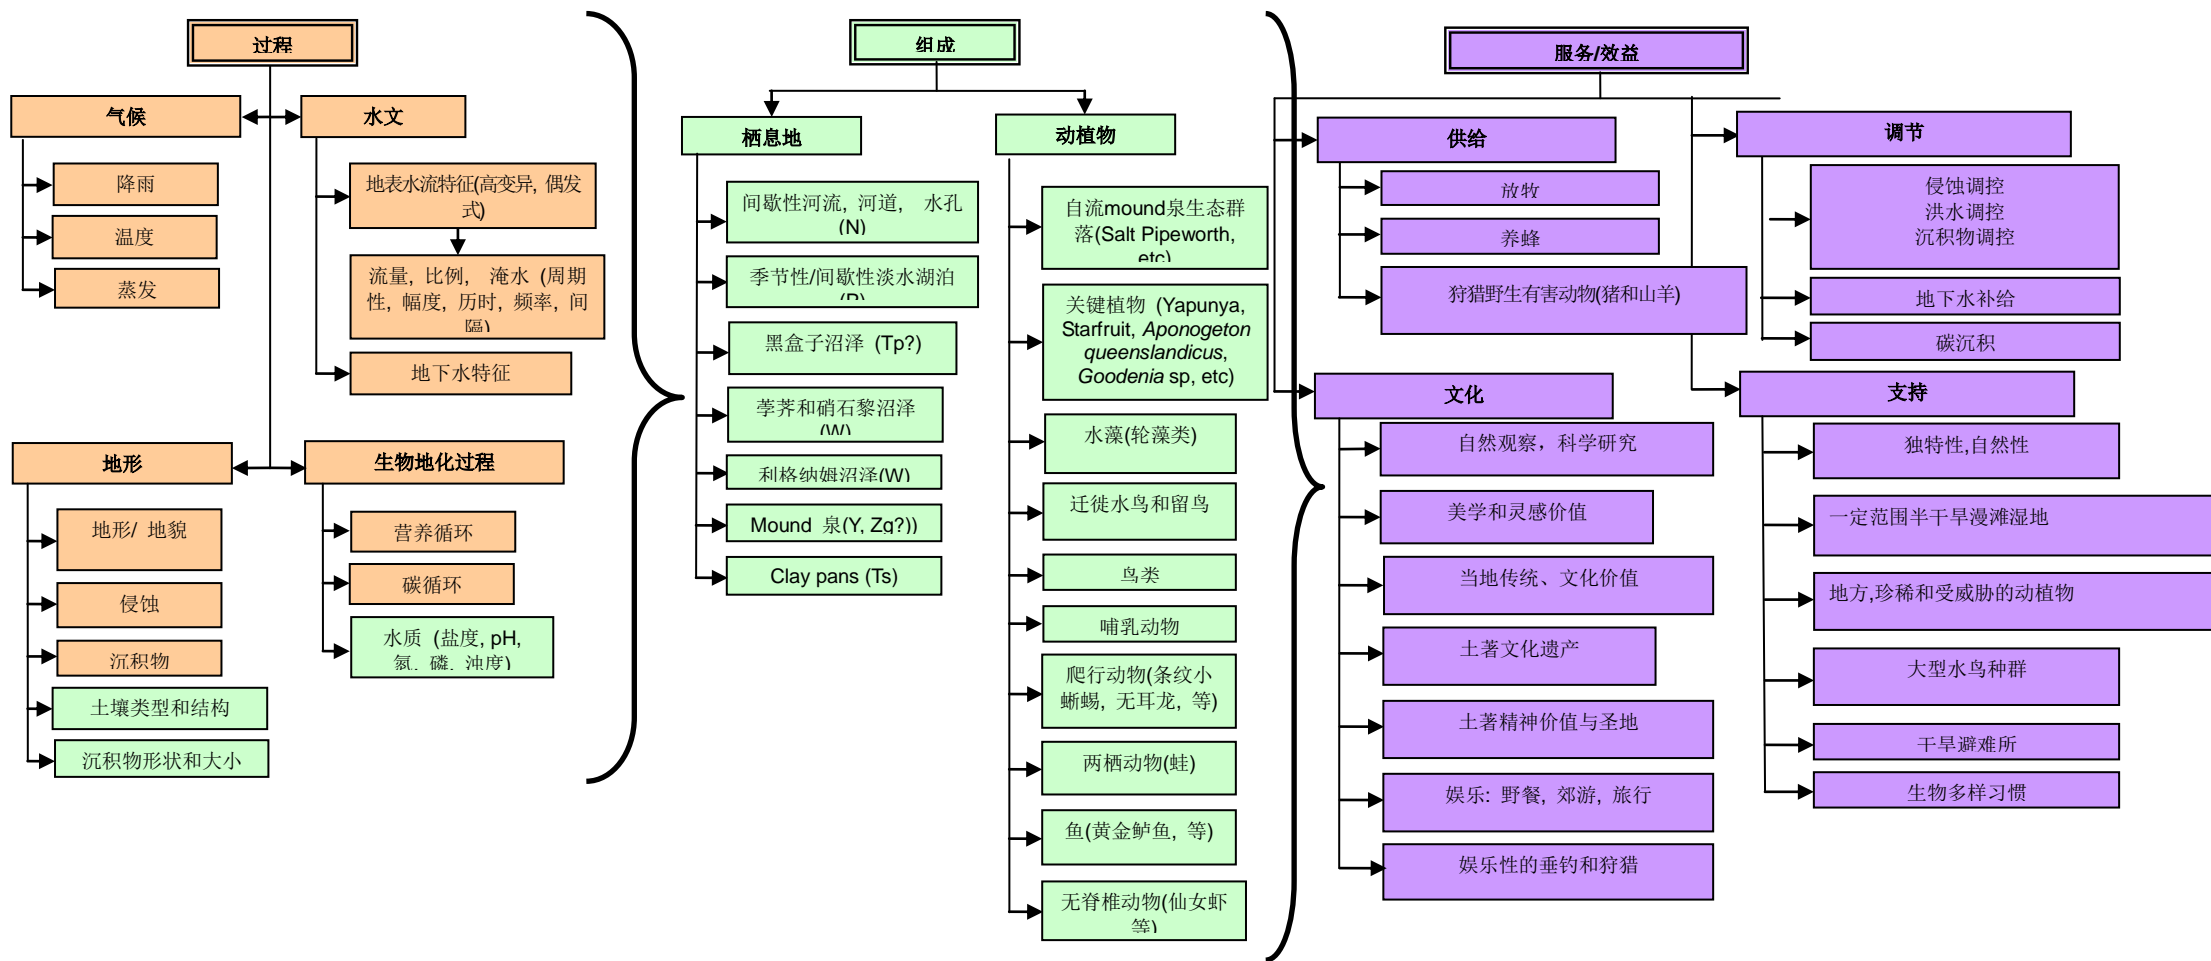 过程
气候
水文
降雨
温度
蒸发
地表水流特征(高变异, 偶发
式)
流量, 比例, 淹水 (周期
性, 幅度, 历时, 频率, 间
隔)
地下水特征
地形
生物地化过程
地形/ 地貌
侵蚀
沉积物
土壤类型和结构
沉积物形状和大小
营养循环
碳循环
水质 (盐度, pH,
氮, 磷, 浊度)
组成
栖息地
动植物
间歇性河流, 河道, 水孔
(N)
季节性/间歇性淡水湖泊
黑盒子沼泽 (Tp?)
荸荠和硝石藜沼泽
(W)
利格纳姆沼泽(W)
Mound 泉(Y, Zg?))
Clay pans (Ts)
自流mound泉生态群
落(Salt Pipeworth,
etc)
关键植物 (Yapunya,
Starfruit, Aponogeton
queenslandicus,
Goodenia sp, etc)
水藻(轮藻类)
迁徙水鸟和留鸟
鸟类
哺乳动物
爬行动物(条纹小
蜥蜴, 无耳龙, 等)
两栖动物(蛙)
鱼(黄金鲈鱼, 等)
无脊椎动物(仙女虾
等)
服务/效益
供给
放牧
养蜂
狩猎野生有害动物(猪和山羊)
文化
自然观察，科学研究
美学和灵感价值
当地传统、文化价值
土著文化遗产
土著精神价值与圣地
娱乐: 野餐, 郊游, 旅行
娱乐性的垂钓和狩猎
调节
侵蚀调控
洪水调控
沉积物调控
地下水补给
碳沉积
支持
独特性,自然性
一定范围半干旱漫滩湿地
地方,珍稀和受威胁的动植物
大型水鸟种群
干旱避难所
生物多样习惯